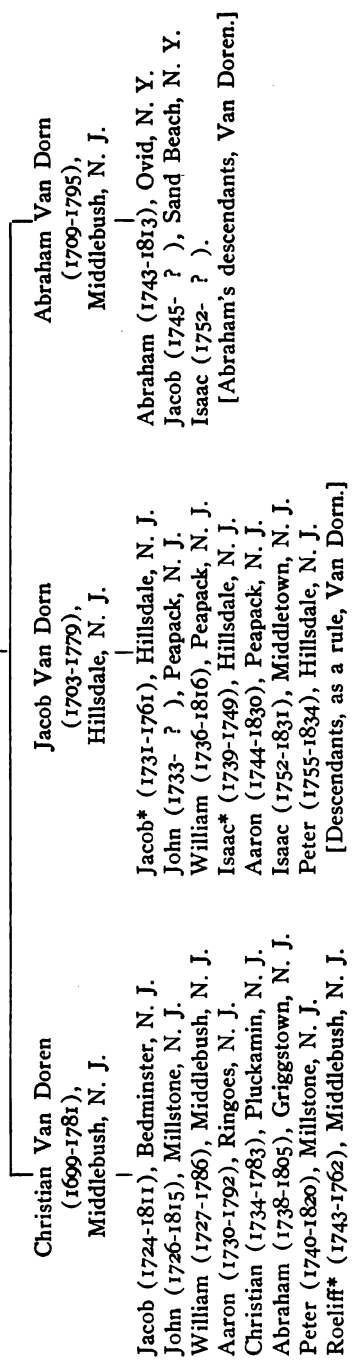 Christian Van Doren
(1699-1781),
Middlebush, N. J.
Jacob (1724-1811), Bedminster, N. J.
John (1726-1815), Millstone, N. J.
William (1727-1786), Middlebush, N. J.
Aaron (1730-1792), Ringoes, N. J.
Christian (1734-1783), Pluckamin, N. J.
Abraham (1738-1805), Griggstown, N. J.
Peter (1740-1820), Millstone, N. J.
Roeliff* (1743-1762), Middlebush, N. J.
Jacob Van Dorn
(1703-1779),
Hillsdale, N. J.
Jacob* (1731-1761), Hillsdale, N. J.
John (1733- ? ), Peapack, N. J.
William (1736-1816), Peapack, N. J.
Isaac* (1739-1749), Hillsdale, N. J.
Aaron (1744-1830), Peapack, N. J.
Isaac (1752-1831), Middletown, N. J.
Peter (1755-1834), Hillsdale, N. J.
[Descendants, as a rule, Van Dorn.]
Abraham Van Dorn
(1709-1795),
Middlebush, N. J.
Abraham (1743-1813), Ovid, N. Y.
Jacob (1745- ? ), Sand Beach, N. Y.
Isaac (1752- ? ).
[Abraham's descendants, Van Doren.]